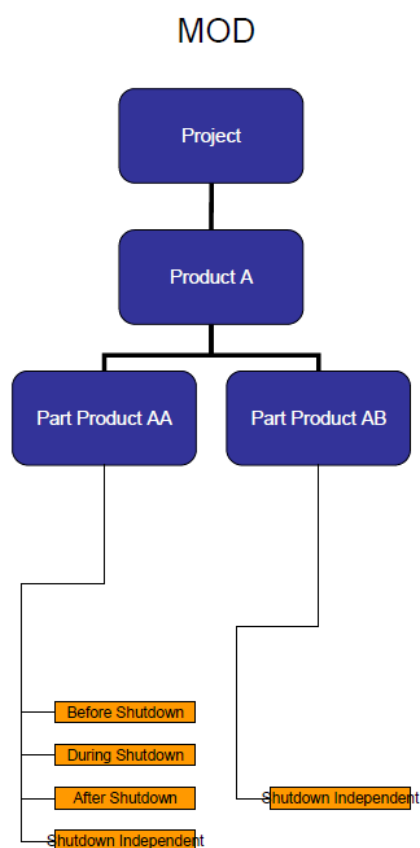 MOD
Project
Product A
Part Product AA
Part Product AB
Before Shutdown
During Shutdown
After Shutdown
Shutdown Independent
Shutdown Independent